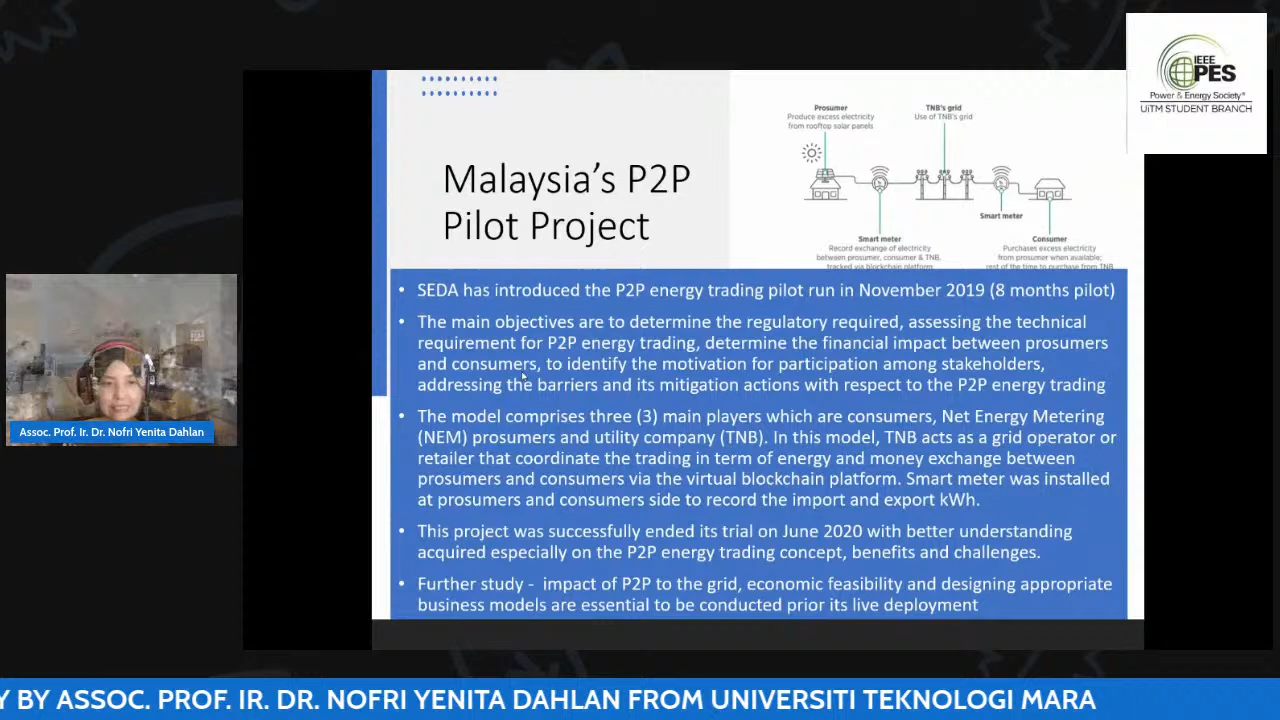 IEEE
PES
Power & Energy Society®
UiTM STUDENT BRANCH
Malaysia's P2P
Pilot Project
Prosumer
Produce excess electricity
from rooftop solar panels
TNB's grid
Use of TNB's grid
Smart meter
Record exchange of electricity
between prosumer, consumer & TNB,
tracked via blockchain platform.
Smart meter
Consumer
Purchases excess electricity
from prosumer when available;
rest of the time to purchase from TNB
• SEDA has introduced the P2P energy trading pilot run in November 2019 (8 months pilot)
• The main objectives are to determine the regulatory required, assessing the technical
requirement for P2P energy trading, determine the financial impact between prosumers
and consumers, to identify the motivation for participation among stakeholders,
addressing the barriers and its mitigation actions with respect to the P2P energy trading
• The model comprises three (3) main players which are consumers, Net Energy Metering
(NEM) prosumers and utility company (TNB). In this model, TNB acts as a grid operator or
retailer that coordinate the trading in term of energy and money exchange between
prosumers and consumers via the virtual blockchain platform. Smart meter was installed
at prosumers and consumers side to record the import and export kWh.
• This project was successfully ended its trial on June 2020 with better understanding
acquired especially on the P2P energy trading concept, benefits and challenges.
• Further study - impact of P2P to the grid, economic feasibility and designing appropriate
business models are essential to be conducted prior its live deployment
Assoc. Prof. Ir. Dr. Nofri Yenita Dahlan
Y BY ASSOC. PROF. IR. DR. NOFRI YENITA DAHLAN FROM UNIVERSITI TEKNOLOGI MARA